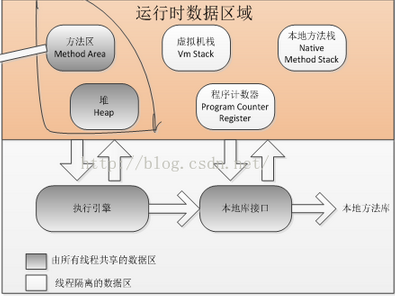 运行时数据区域
方法区
Method Area
虚拟机栈
Vm Stack
本地方法栈
Native
Method Stack
堆
Heap
程序计数器
Program Counter
Register
http://blog.csdn.net/
执行引擎
本地库接口
本地方法库
由所有线程共享的数据区
线程隔离的数据区